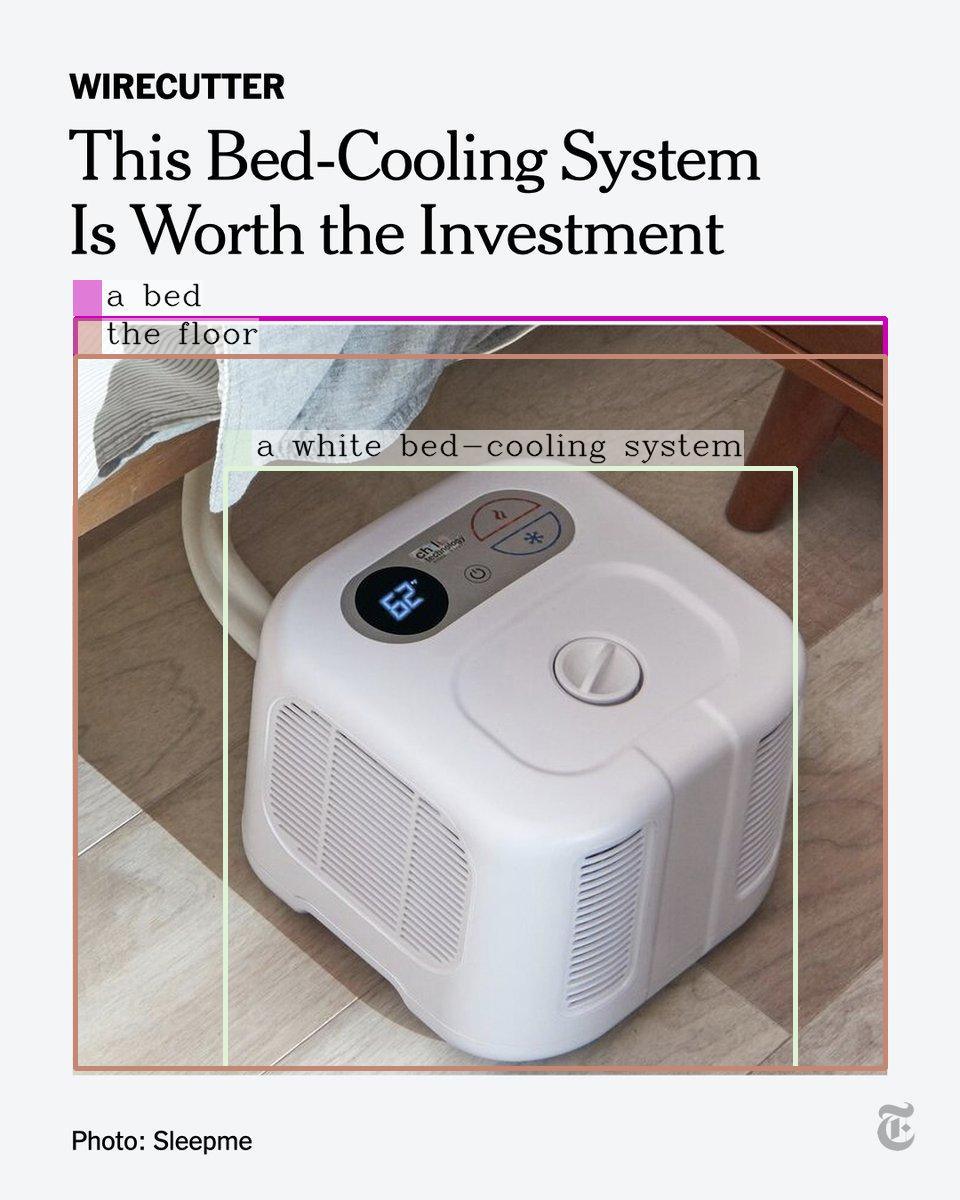 WIRECUTTER
This Bed-Cooling System
Is Worth the Investment
a bed
the floor
a white bed-cooling system
technology
62°
Photo: Sleepme
T